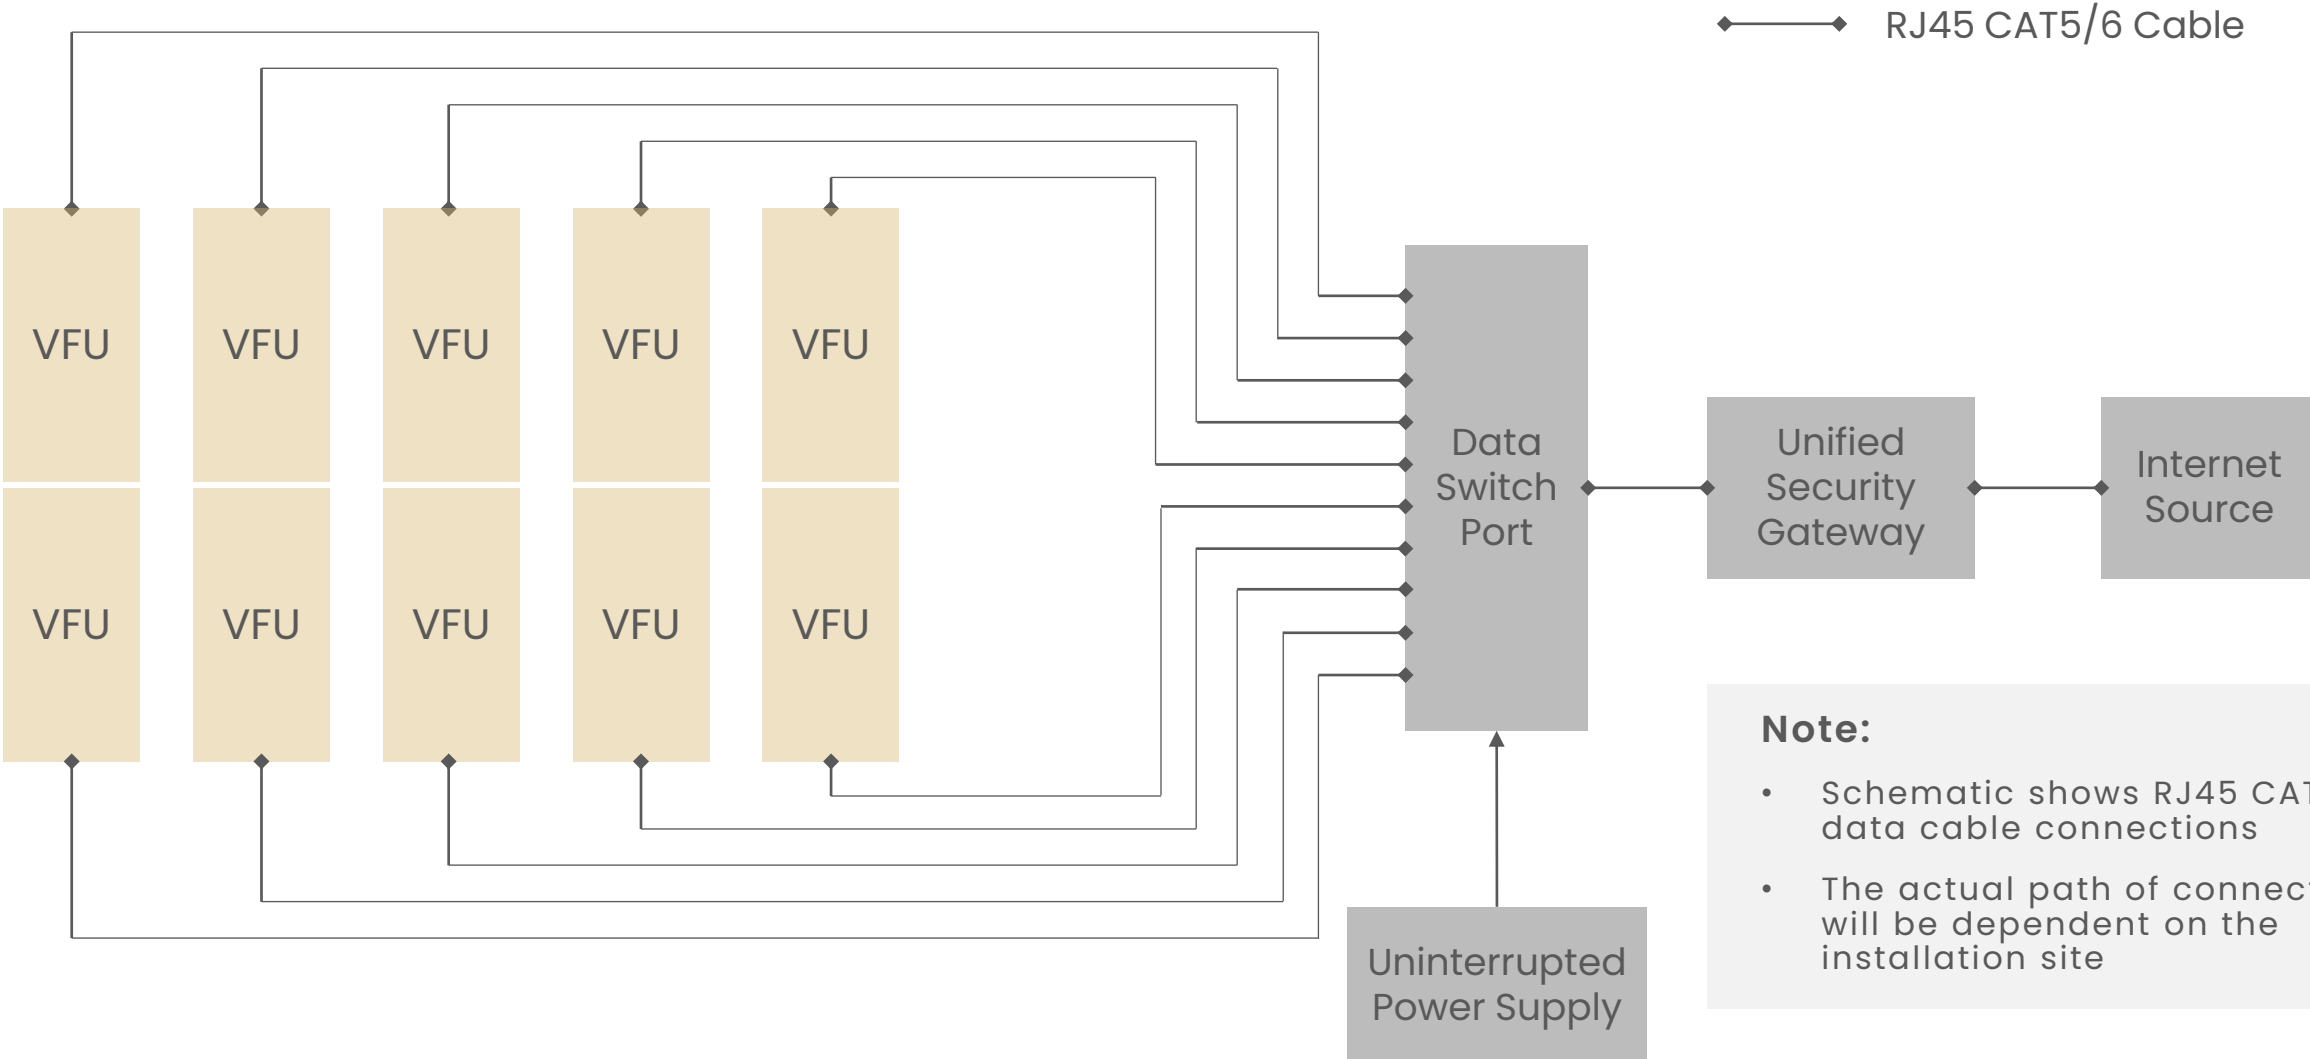 RJ45 CAT5/6 Cable
VFU VFU VFU VFU VFU
VFU VFU VFU VFU VFU
Data
Switch
Port
Unified
Security
Gateway
Internet
Source
Uninterrupted
Power Supply
Note:
• Schematic shows RJ45
data cable connections
• The actual path of
will be dependent on the
installation site